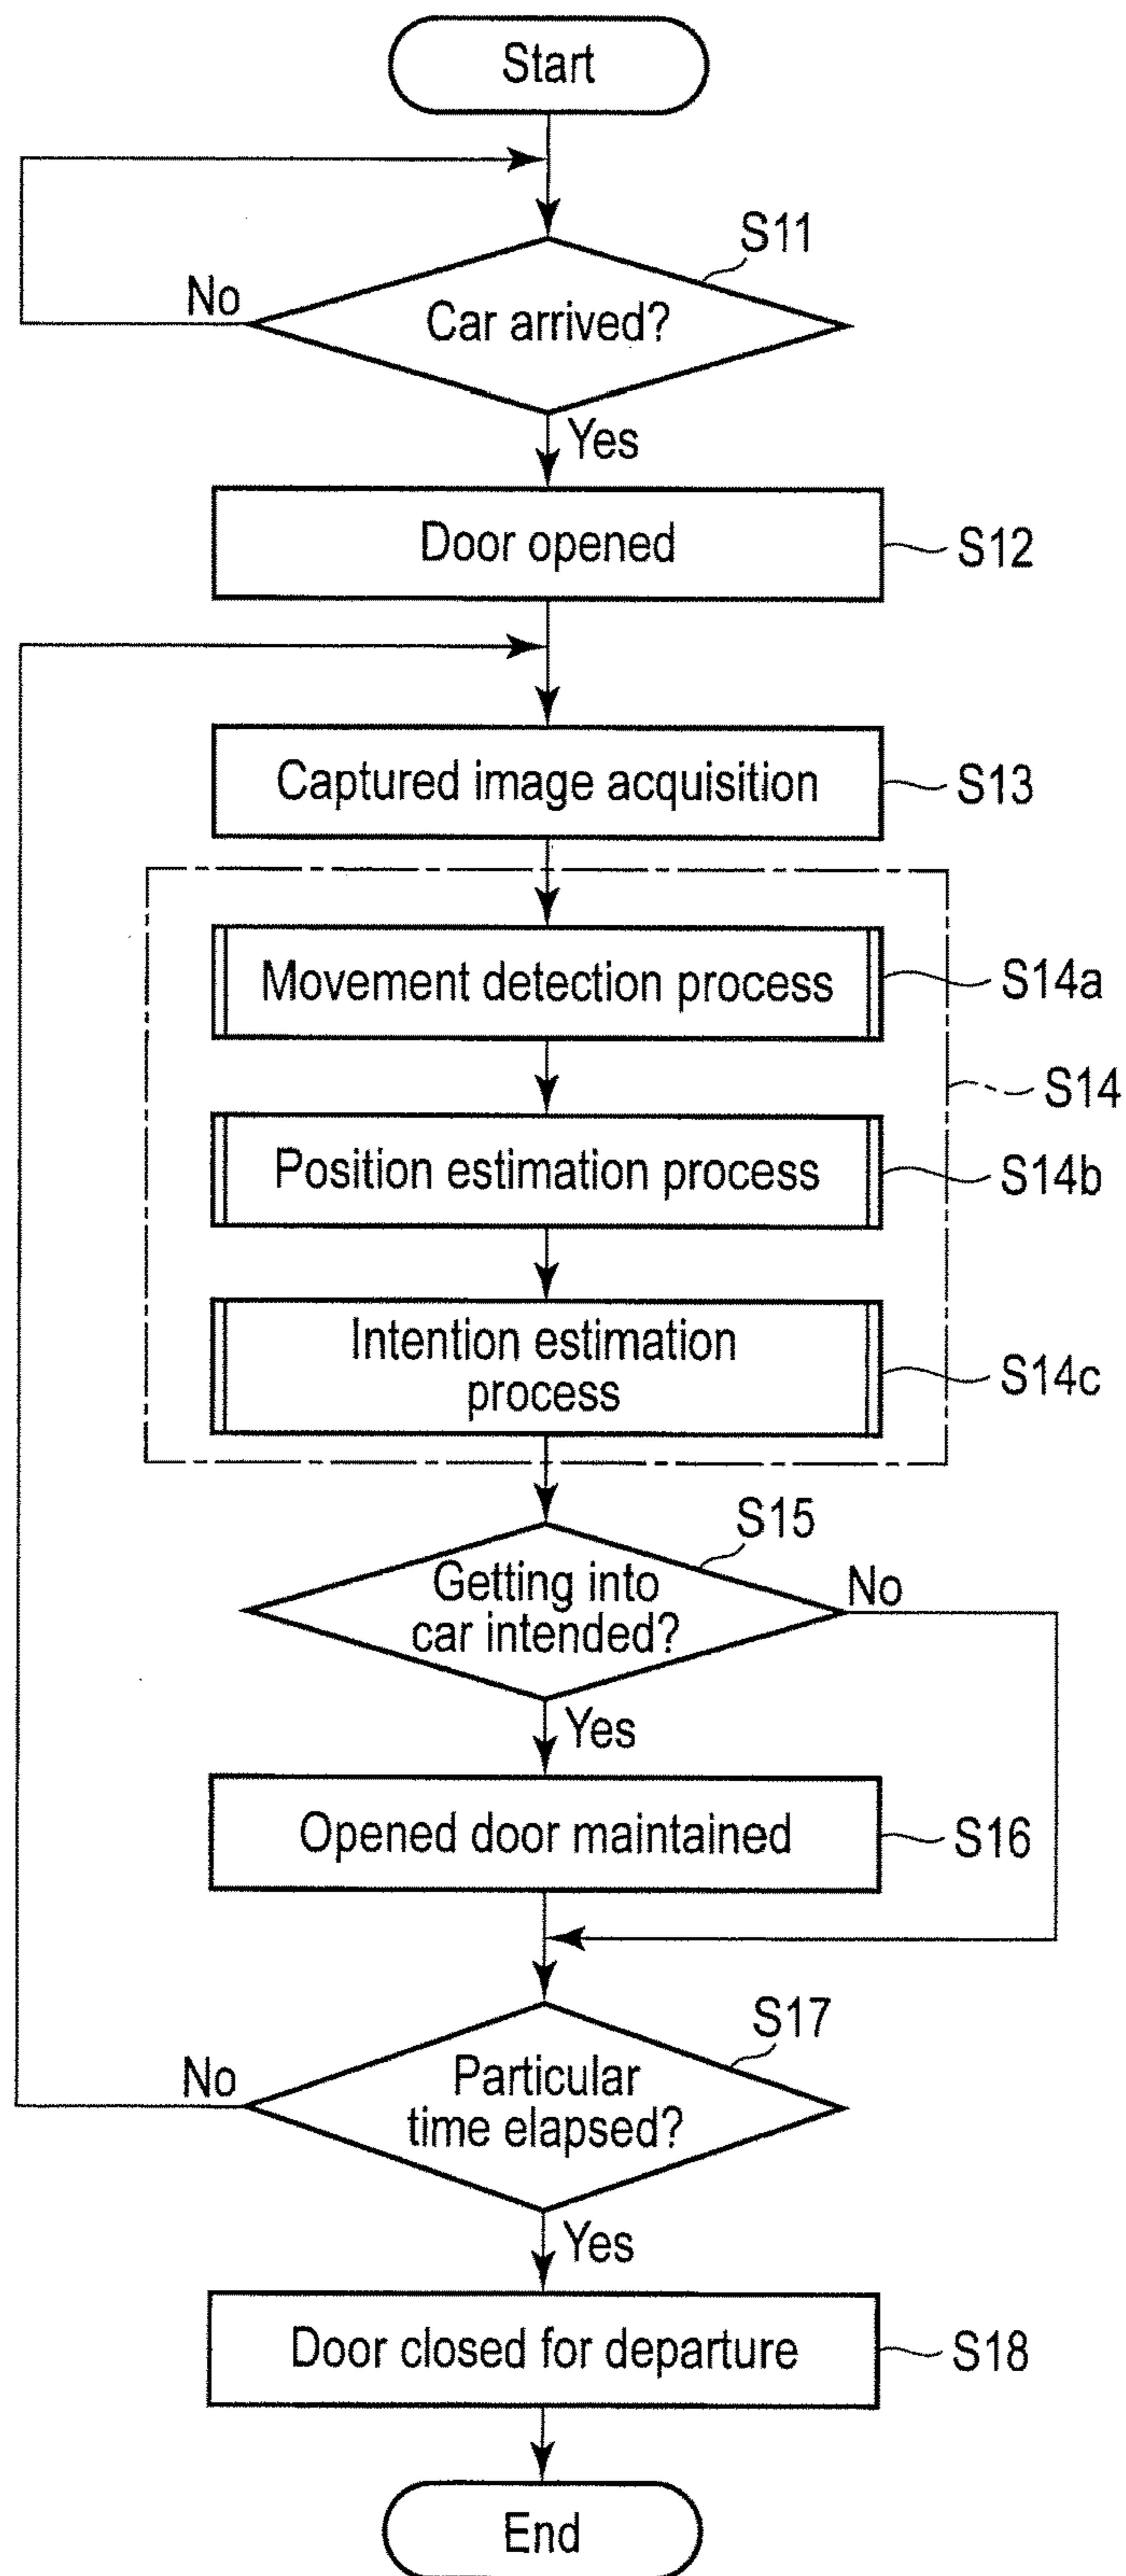 Start
S11
No
Car arrived?
Yes
Door opened
S12
Captured image acquisition
S13
Movement detection process
S14a
S14
Position estimation process
S14b
Intention estimation
process
S14c
S15
Getting into
car intended?
No
Yes
Opened door maintained
S16
S17
No
Particular
time elapsed?
Yes
Door closed for departure
S18
End